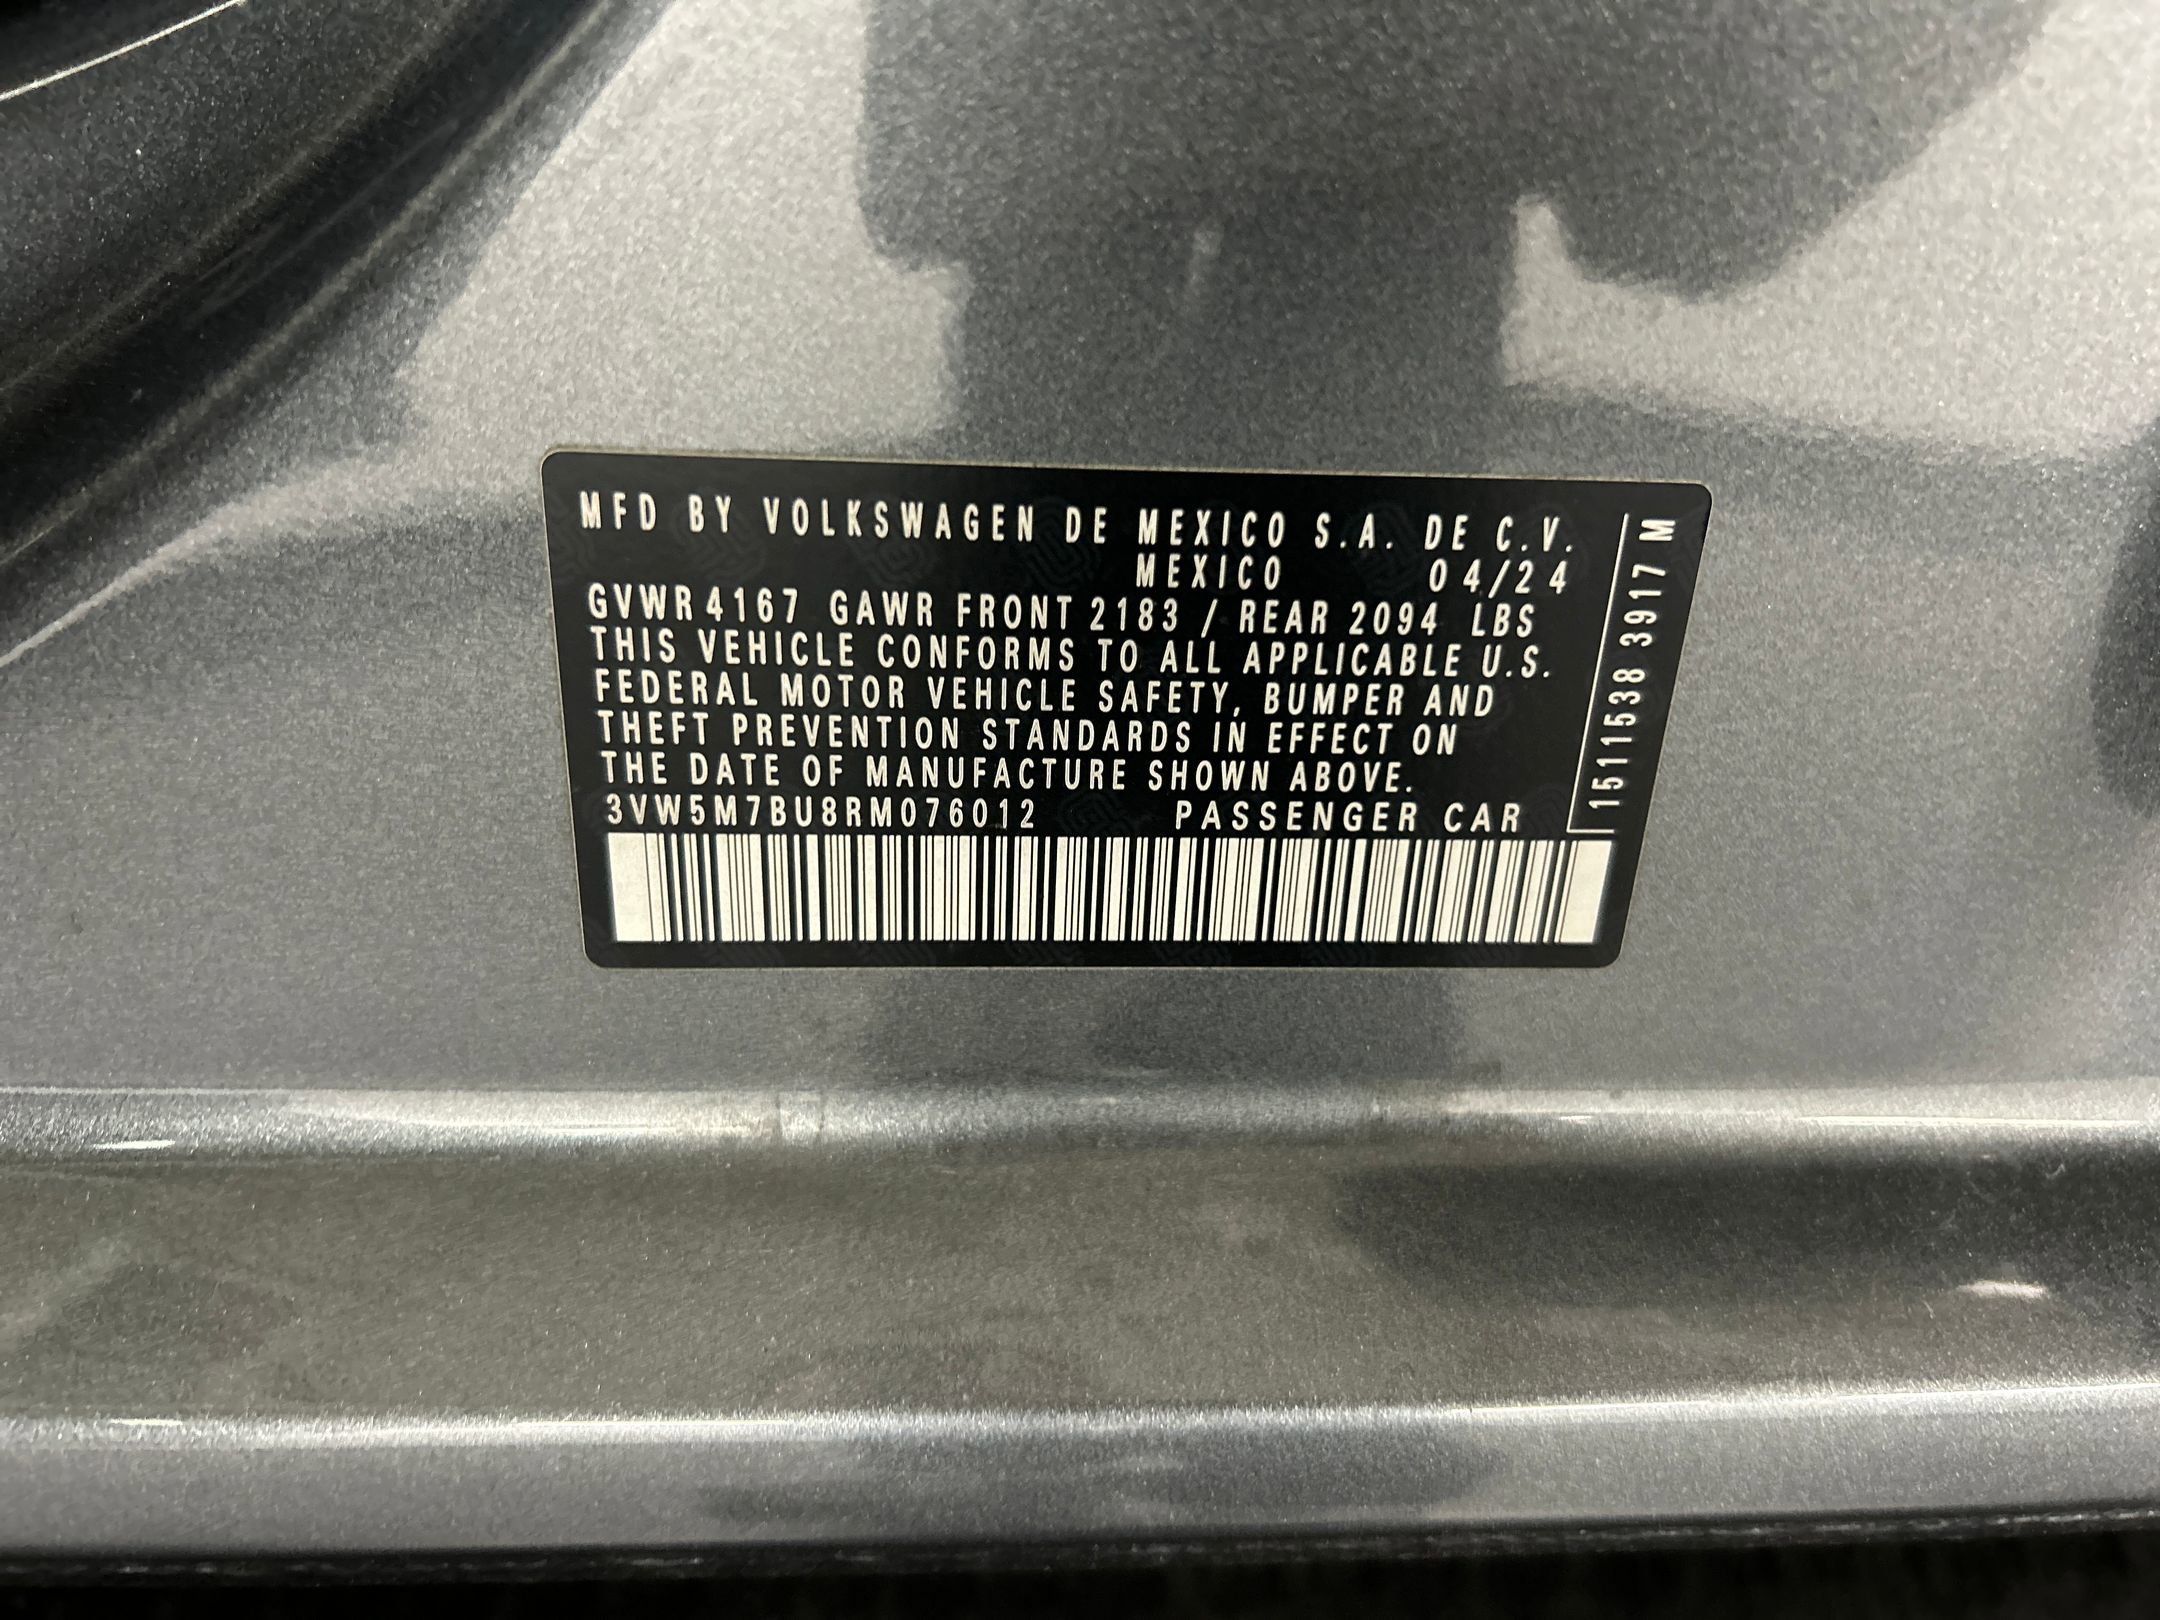 MFD BY VOLKSWAGEN DE MEXICO S.A. DE C.V.
MEXICO 04/24
GVWR 4167 GAWR FRONT 2183 / REAR 2094 LBS
THIS VEHICLE CONFORMS TO ALL APPLICABLE U.S.
FEDERAL MOTOR VEHICLE SAFETY, BUMPER AND
THEFT PREVENTION STANDARDS IN EFFECT ON
THE DATE OF MANUFACTURE SHOWN ABOVE.
3VW5M7BU8RM076012 PASSENGER CAR
1511538 3917 M